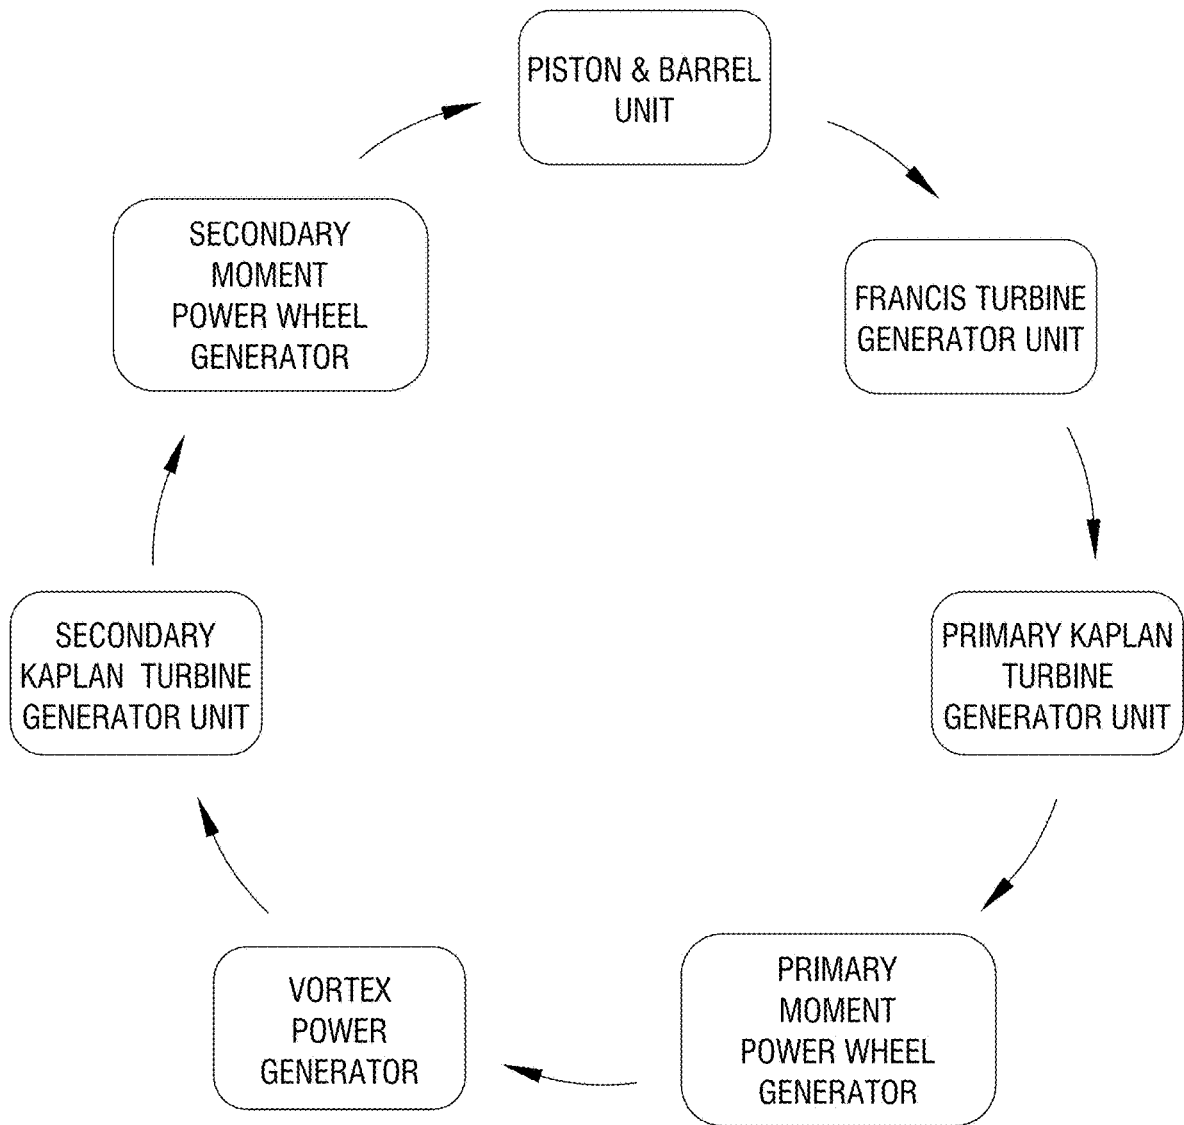 PISTON & BARREL
UNIT
FRANCIS TURBINE
GENERATOR UNIT
PRIMARY KAPLAN
TURBINE
GENERATOR UNIT
PRIMARY
MOMENT
POWER WHEEL
GENERATOR
VORTEX
POWER
GENERATOR
SECONDARY
KAPLAN TURBINE
GENERATOR UNIT
SECONDARY
MOMENT
POWER WHEEL
GENERATOR